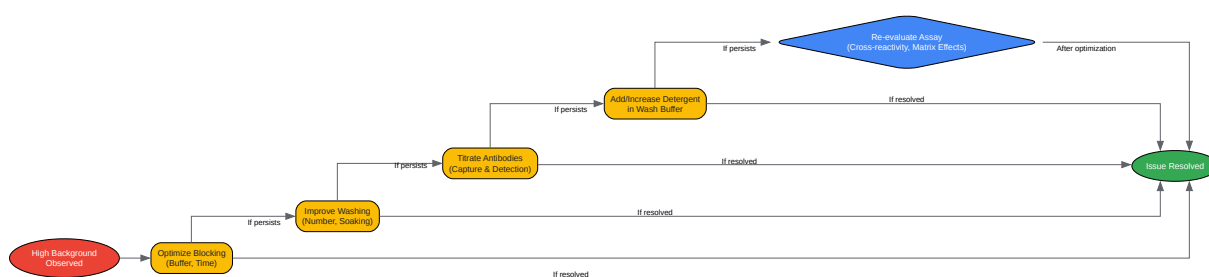 Re-evaluate Assay
(Cross-reactivity, Matrix Effects)
If persists
After optimization
Add/Increase Detergent
in Wash Buffer
If resolved
If persists
Titrate Antibodies
(Capture & Detection)
If resolved
If persists
Issue Resolved
Improve Washing
(Number, Soaking)
If resolved
If persists
High Background
Observed
Optimize Blocking
(Buffer, Time)
If resolved